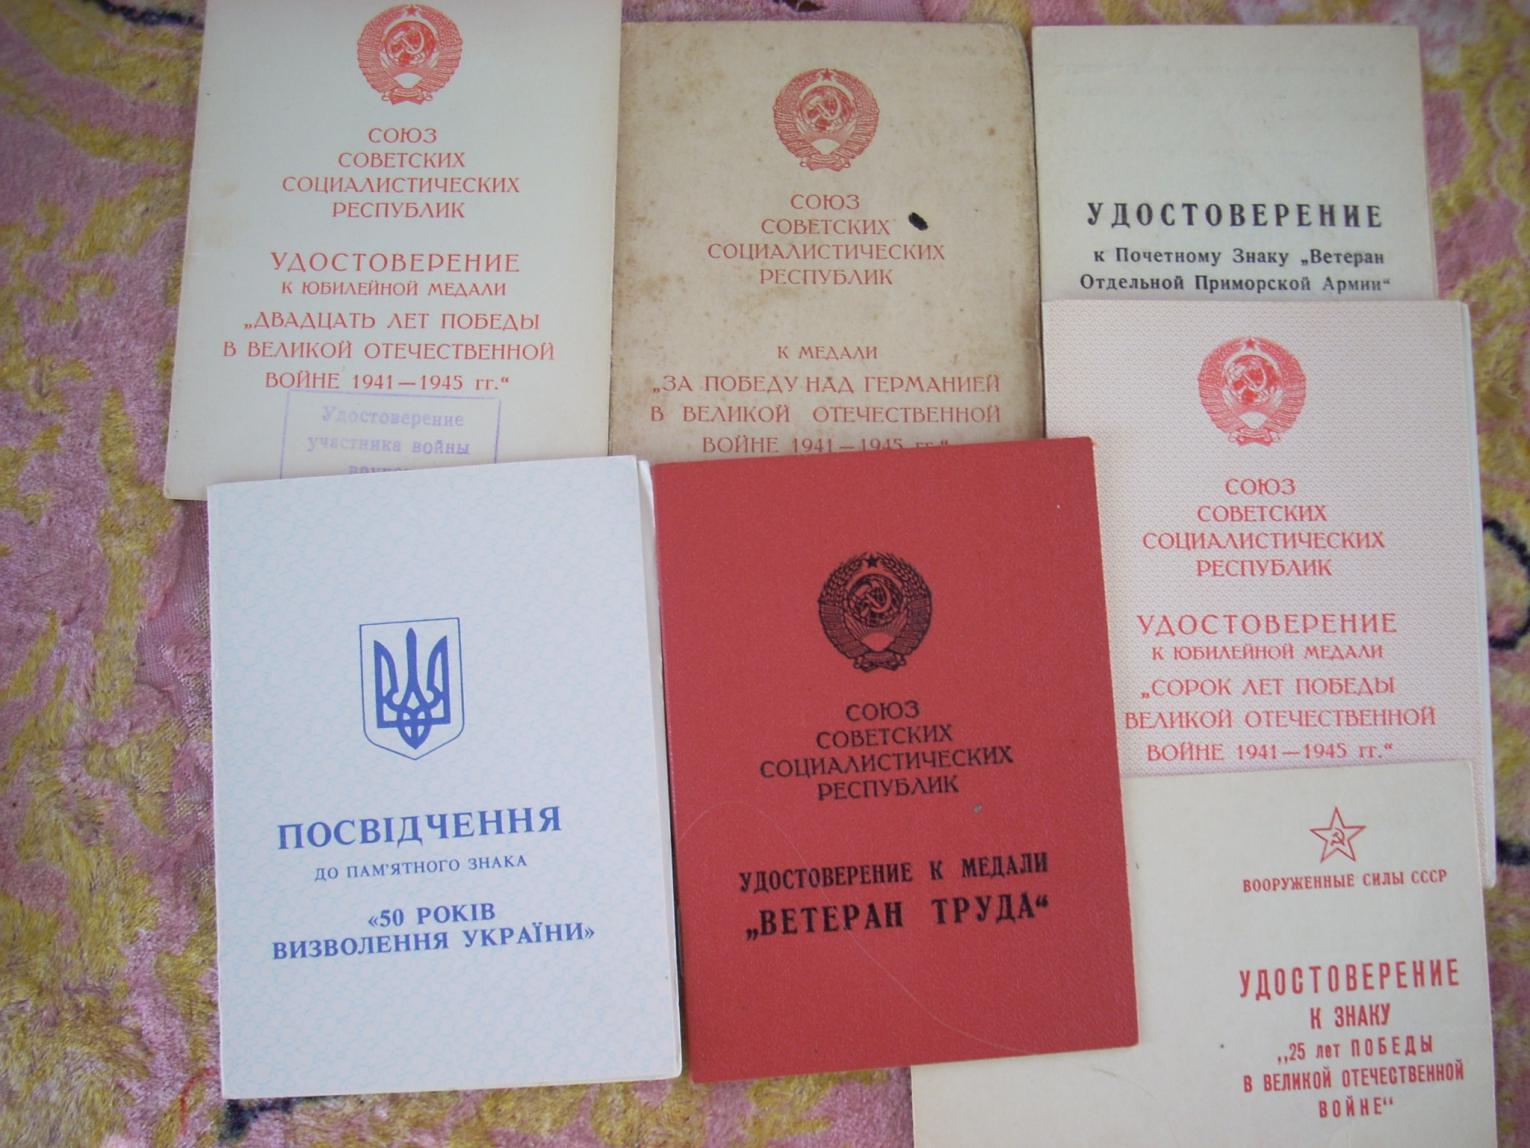 СОЮЗ
СОВЕТСКИХ
СОЦИАЛИСТИЧЕСКИХ
РЕСПУБЛИК
УДОСТОВЕРЕНИЕ
К ЮБИЛЕЙНОЙ МЕДАЛИ
„ДВАДЦАТЬ ЛЕТ ПОБЕДЫ
В ВЕЛИКОЙ ОТЕЧЕСТВЕННОЙ
ВОЙНЕ 1941—1945 гг.“
Удостоверение
участника войны
СОЮЗ
СОВЕТСКИХ
СОЦИАЛИСТИЧЕСКИХ
РЕСПУБЛИК
К МЕДАЛИ
„ЗА ПОБЕДУ НАД ГЕРМАНИЕЙ
В ВЕЛИКОЙ ОТЕЧЕСТВЕННОЙ
ВОЙНЕ 1941—1945 гг.“
УДОСТОВЕРЕНИЕ
к Почетному Знаку „Ветеран
Отдельной Приморской Армии“
СОЮЗ
СОВЕТСКИХ
СОЦИАЛИСТИЧЕСКИХ
РЕСПУБЛИК
УДОСТОВЕРЕНИЕ
К ЮБИЛЕЙНОЙ МЕДАЛИ
„СОРОК ЛЕТ ПОБЕДЫ
ВЕЛИКОЙ ОТЕЧЕСТВЕННОЙ
ВОЙНЕ 1941—1945 гг.“
ПОСВІДЧЕННЯ
ДО ПАМ'ЯТНОГО ЗНАКА
«50 РОКІВ
ВИЗВОЛЕННЯ УКРАЇНИ»
СОЮЗ
СОВЕТСКИХ
СОЦИАЛИСТИЧЕСКИХ
РЕСПУБЛИК
УДОСТОВЕРЕНИЕ К МЕДАЛИ
„ВЕТЕРАН ТРУДА“
ВООРУЖЕННЫЕ СИЛЫ СССР
УДОСТОВЕРЕНИЕ
К ЗНАКУ
„25 лет ПОБЕДЫ
В ВЕЛИКОЙ ОТЕЧЕСТВЕННОЙ
ВОЙНЕ“